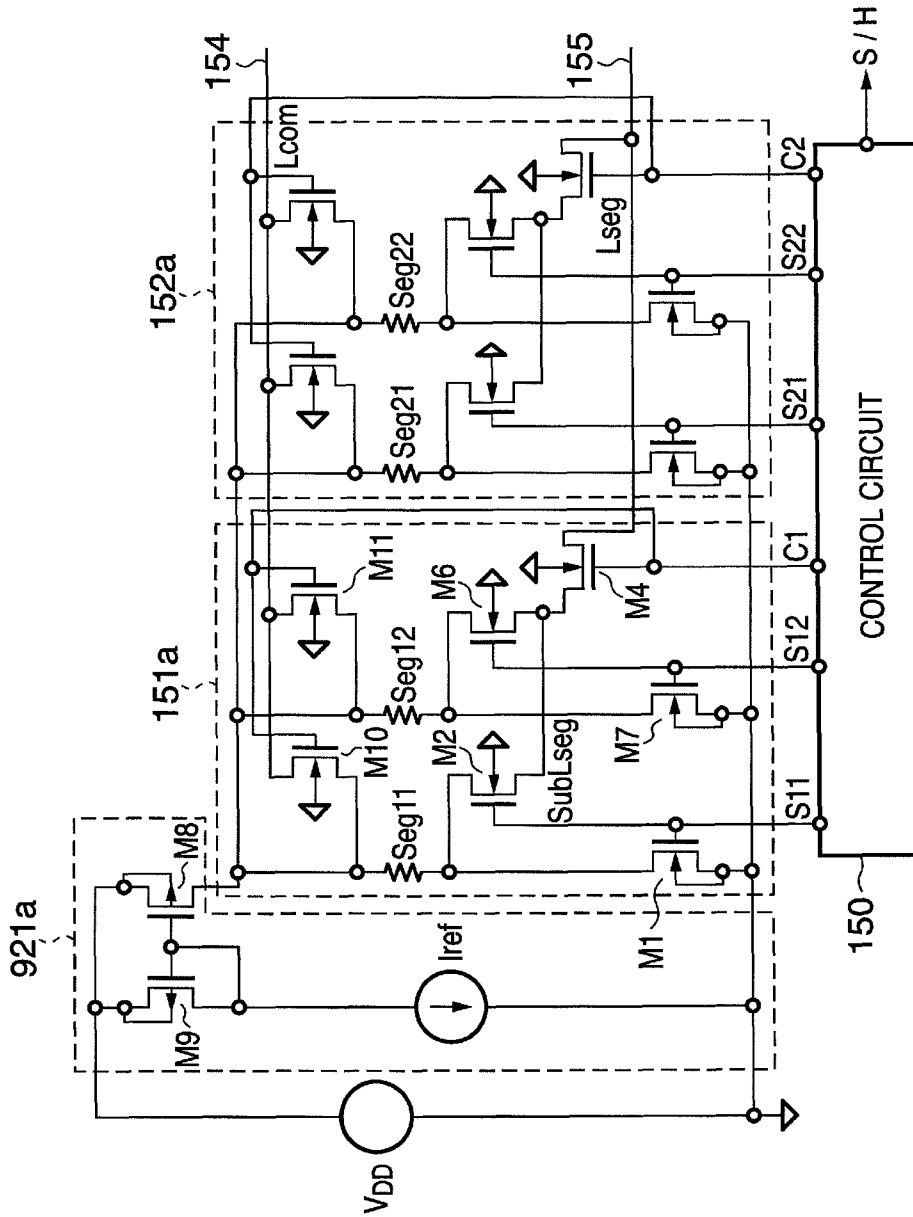 921a
M9
M8
VDD
Iref
151a
M10
M11
Seg11
Seg12
M2
M6
SubLseg
M4
M1
M7
152a
Lcom
154
Seg21
Seg22
Lseg
155
S11
S12
C1
S21
S22
C2
S / H
150
CONTROL CIRCUIT